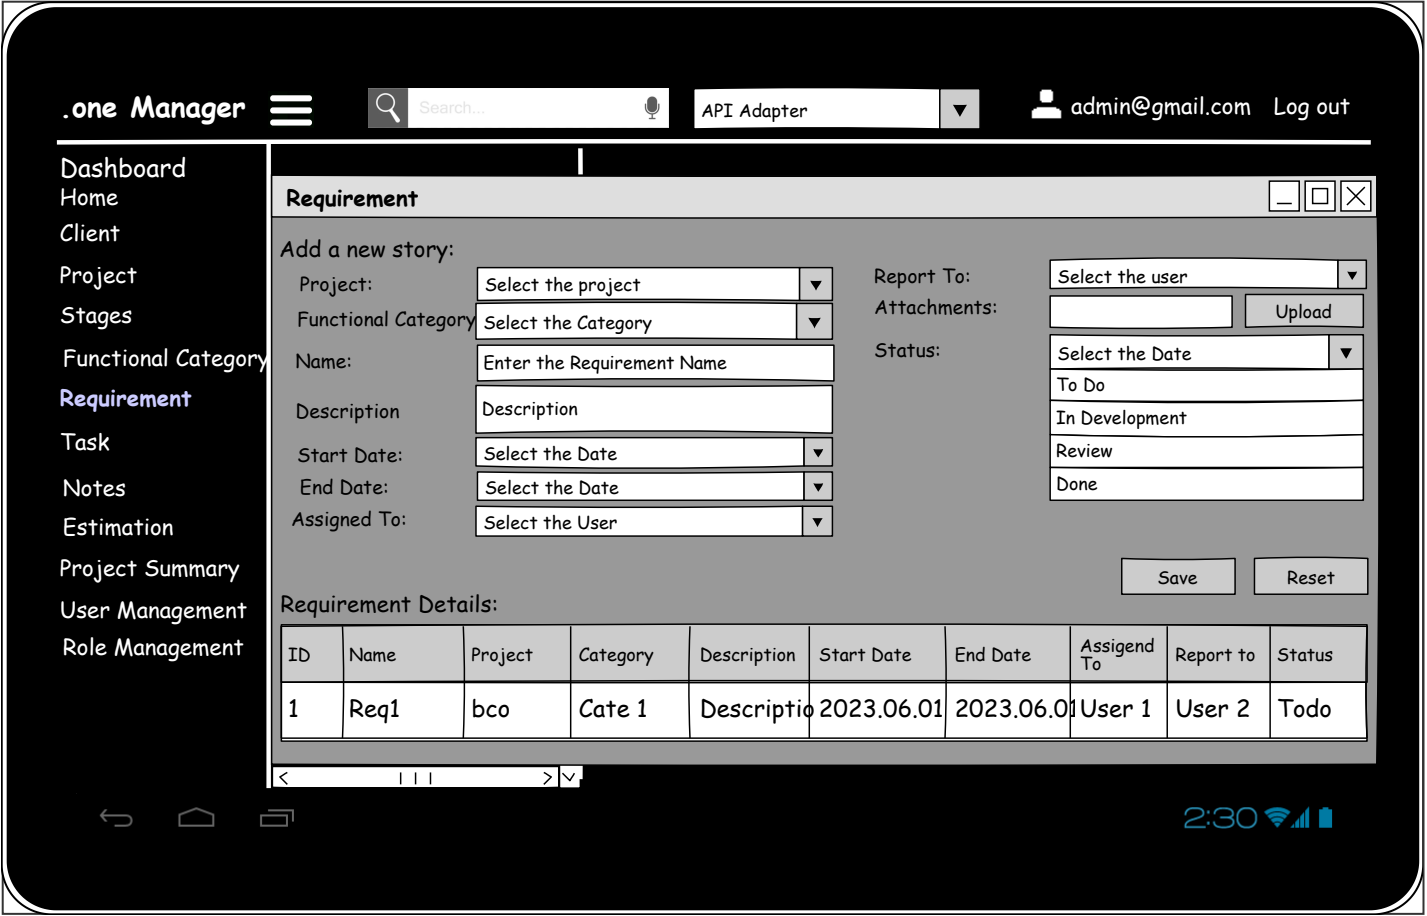 .one Manager
Search...
API Adapter
admin@gmail.com
Log out
Dashboard
Home
Client
Project
Stages
Functional Category
Requirement
Task
Notes
Estimation
Project Summary
User Management
Role Management
Requirement
Add a new story:
Project:
Select the project
Functional Category
Select the Category
Name:
Enter the Requirement Name
Description
Description
Start Date:
Select the Date
End Date:
Select the Date
Assigned To:
Select the User
Report To:
Select the user
Attachments:
Upload
Status:
Select the Date
To Do
In Development
Review
Done
Save
Reset
Requirement Details:
ID Name Project Category Description Start Date End Date Assigend To Report to Status
1 Req1 bco Cate 1 Descriptio 2023.06.01 2023.06.01 User 1 User 2 Todo
2:30